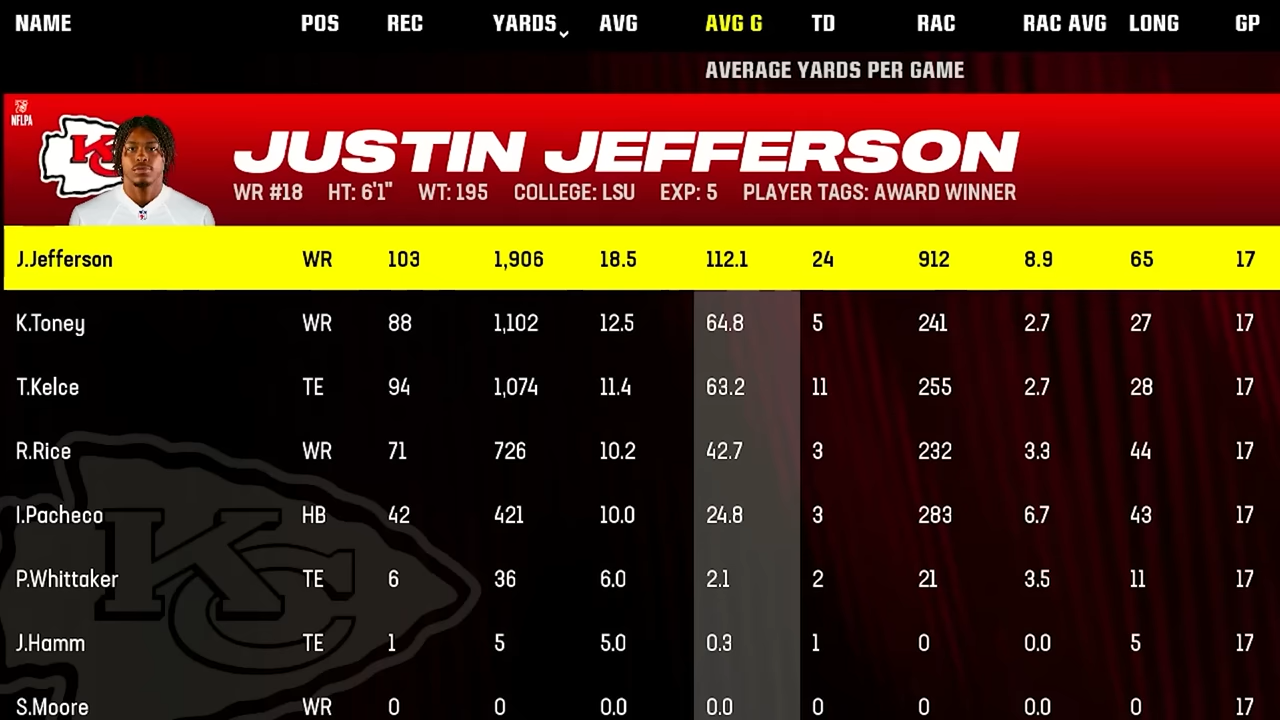 NAME POS REC YARDS AVG AVG G TD RAC RAC AVG LONG GP
AVERAGE YARDS PER GAME
NFLPA
KC
JUSTIN JEFFERSON
WR #18 HT: 6'1" WT: 195 COLLEGE: LSU EXP: 5 PLAYER TAGS: AWARD WINNER
J.Jefferson WR 103 1,906 18.5 112.1 24 912 8.9 65 17
K.Toney WR 88 1,102 12.5 64.8 5 241 2.7 27 17
T.Kelce TE 94 1,074 11.4 63.2 11 255 2.7 28 17
R.Rice WR 71 726 10.2 42.7 3 232 3.3 44 17
I.Pacheco HB 42 421 10.0 24.8 3 283 6.7 43 17
P.Whittaker TE 6 36 6.0 2.1 2 21 3.5 11 17
J.Hamm TE 1 5 5.0 0.3 1 0 0.0 5 17
S.Moore WR 0 0 0.0 0.0 0 0 0.0 0 17
KC